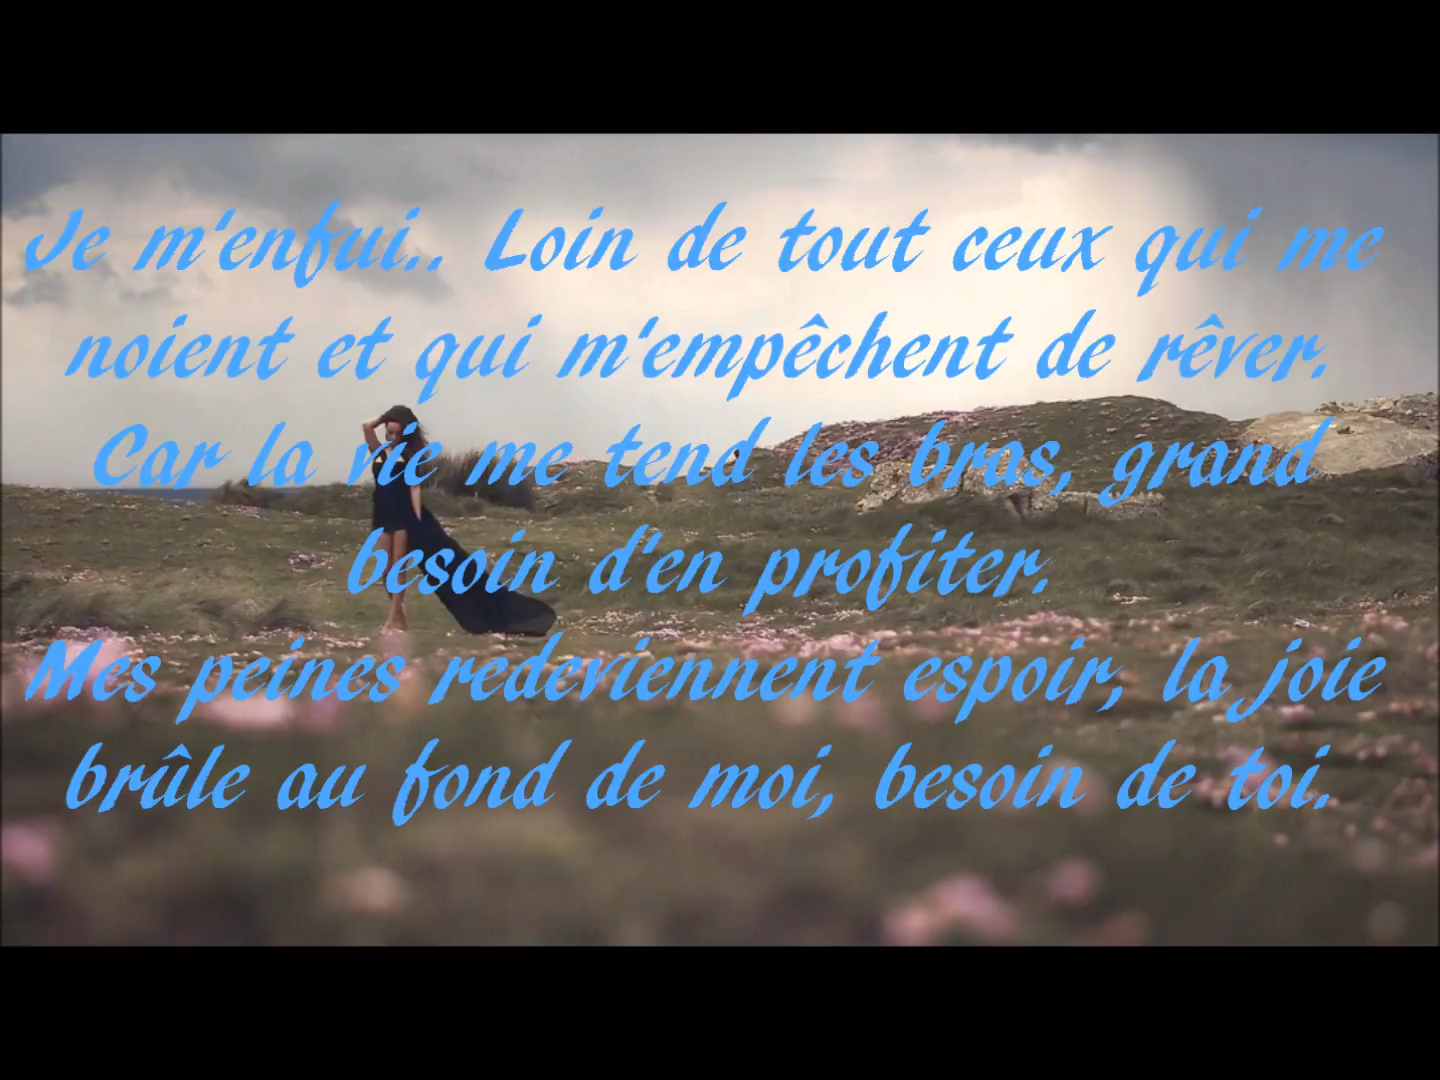 Je m'enfui.. Loin de tout ceux qui me
noient et qui m'empêchent de rêver.
Car la vie me tend les bras, grand
besoin d'en profiter.
Mes peines redeviennent espoir, la joie
brûle au fond de moi, besoin de toi.